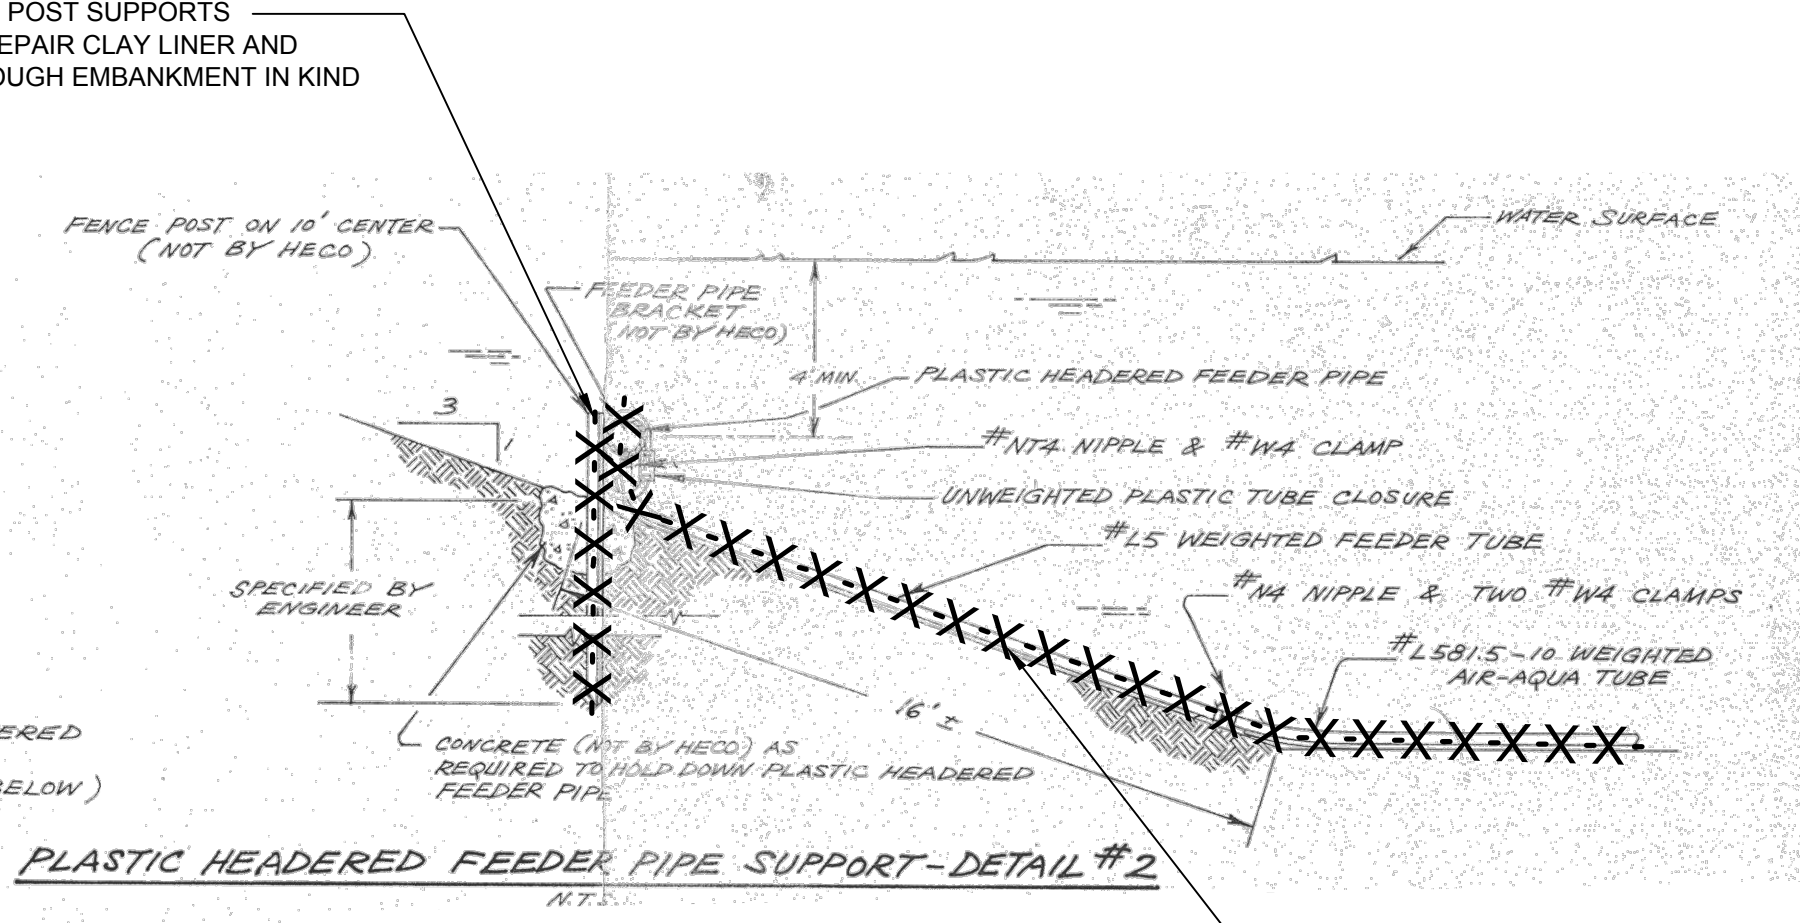 POST SUPPORTS
EPAIR CLAY LINER AND
OUGH EMBANKMENT IN KIND
FENCE POST ON 10' CENTER
(NOT BY HECO)
WATER SURFACE
FEEDER PIPE
BRACKET
(NOT BY HECO)
4 MIN.
PLASTIC HEADERED FEEDER PIPE
3
1
#NT4 NIPPLE & #W4 CLAMP
UNWEIGHTED PLASTIC TUBE CLOSURE
#L5 WEIGHTED FEEDER TUBE
SPECIFIED BY
ENGINEER
#N4 NIPPLE & TWO #W4 CLAMPS
#L581.5-10 WEIGHTED
AIR-AQUA TUBE
16' ±
ERED
BELOW)
CONCRETE (NOT BY HECO) AS
REQUIRED TO HOLD DOWN PLASTIC HEADERED
FEEDER PIPE
PLASTIC HEADERED FEEDER PIPE SUPPORT-DETAIL #2
N.T.S.